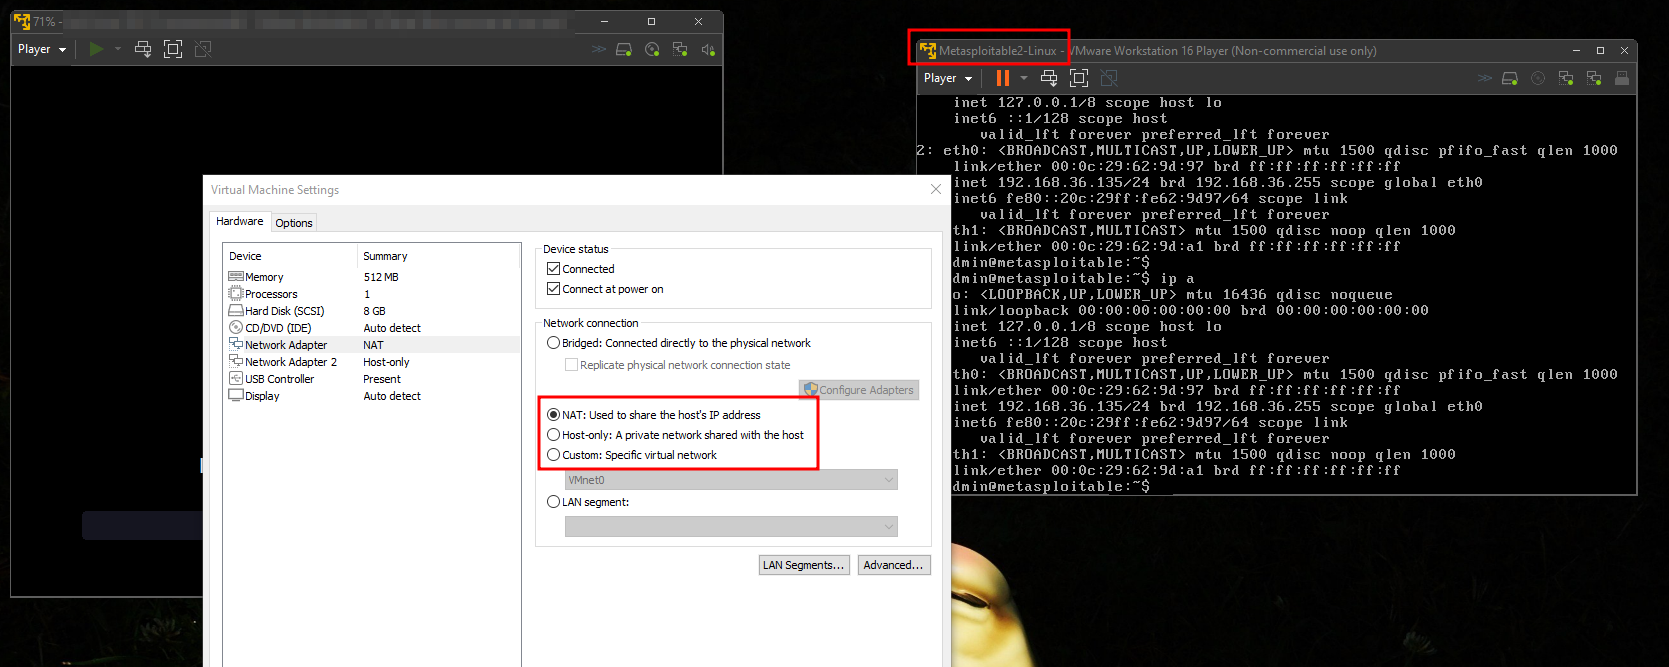 71% -
Player
Metasploitable2-Linux - VMware Workstation 16 Player (Non-commercial use only)
Player
inet 127.0.0.1/8 scope host lo
inet6 ::1/128 scope host
valid_lft forever preferred_lft forever
2: eth0: <BROADCAST,MULTICAST,UP,LOWER_UP> mtu 1500 qdisc pfifo_fast qlen 1000
link/ether 00:0c:29:62:9d:97 brd ff:ff:ff:ff:ff:ff
inet 192.168.36.135/24 brd 192.168.36.255 scope global eth0
inet6 fe80::20c:29ff:fe62:9d97/64 scope link
valid_lft forever preferred_lft forever
th1: <BROADCAST,MULTICAST> mtu 1500 qdisc noop qlen 1000
link/ether 00:0c:29:62:9d:a1 brd ff:ff:ff:ff:ff:ff
dmin@metasploitable:~$
dmin@metasploitable:~$ ip a
o: <LOOPBACK,UP,LOWER_UP> mtu 16436 qdisc noqueue
link/loopback 00:00:00:00:00:00 brd 00:00:00:00:00:00
inet 127.0.0.1/8 scope host lo
inet6 ::1/128 scope host
valid_lft forever preferred_lft forever
th0: <BROADCAST,MULTICAST,UP,LOWER_UP> mtu 1500 qdisc pfifo_fast qlen 1000
link/ether 00:0c:29:62:9d:97 brd ff:ff:ff:ff:ff:ff
inet 192.168.36.135/24 brd 192.168.36.255 scope global eth0
inet6 fe80::20c:29ff:fe62:9d97/64 scope link
valid_lft forever preferred_lft forever
th1: <BROADCAST,MULTICAST> mtu 1500 qdisc noop qlen 1000
link/ether 00:0c:29:62:9d:a1 brd ff:ff:ff:ff:ff:ff
dmin@metasploitable:~$
Virtual Machine Settings
Hardware Options
Device Summary
Memory 512 MB
Processors 1
Hard Disk (SCSI) 8 GB
CD/DVD (IDE) Auto detect
Network Adapter NAT
Network Adapter 2 Host-only
USB Controller Present
Display Auto detect
Device status
Connected
Connect at power on
Network connection
Bridged: Connected directly to the physical network
Replicate physical network connection state
Configure Adapters
NAT: Used to share the host's IP address
Host-only: A private network shared with the host
Custom: Specific virtual network
VMnet0
LAN segment:
LAN Segments... Advanced...